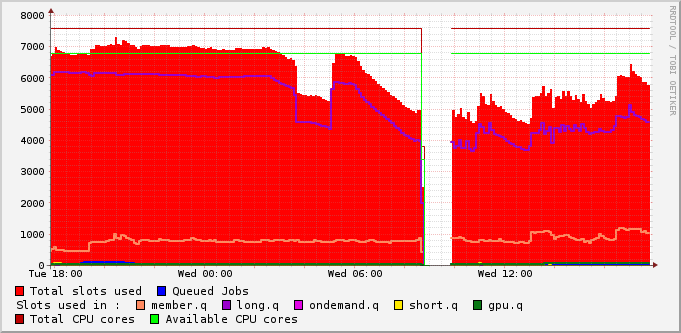 8000
7000
6000
5000
4000
3000
2000
1000
0
Tue 18:00 Wed 00:00 Wed 06:00 Wed 12:00
RRDTOOL / TOBI OETIKER
Total slots used Queued Jobs
Slots used in : member.q long.q ondemand.q short.q gpu.q
Total CPU cores Available CPU cores